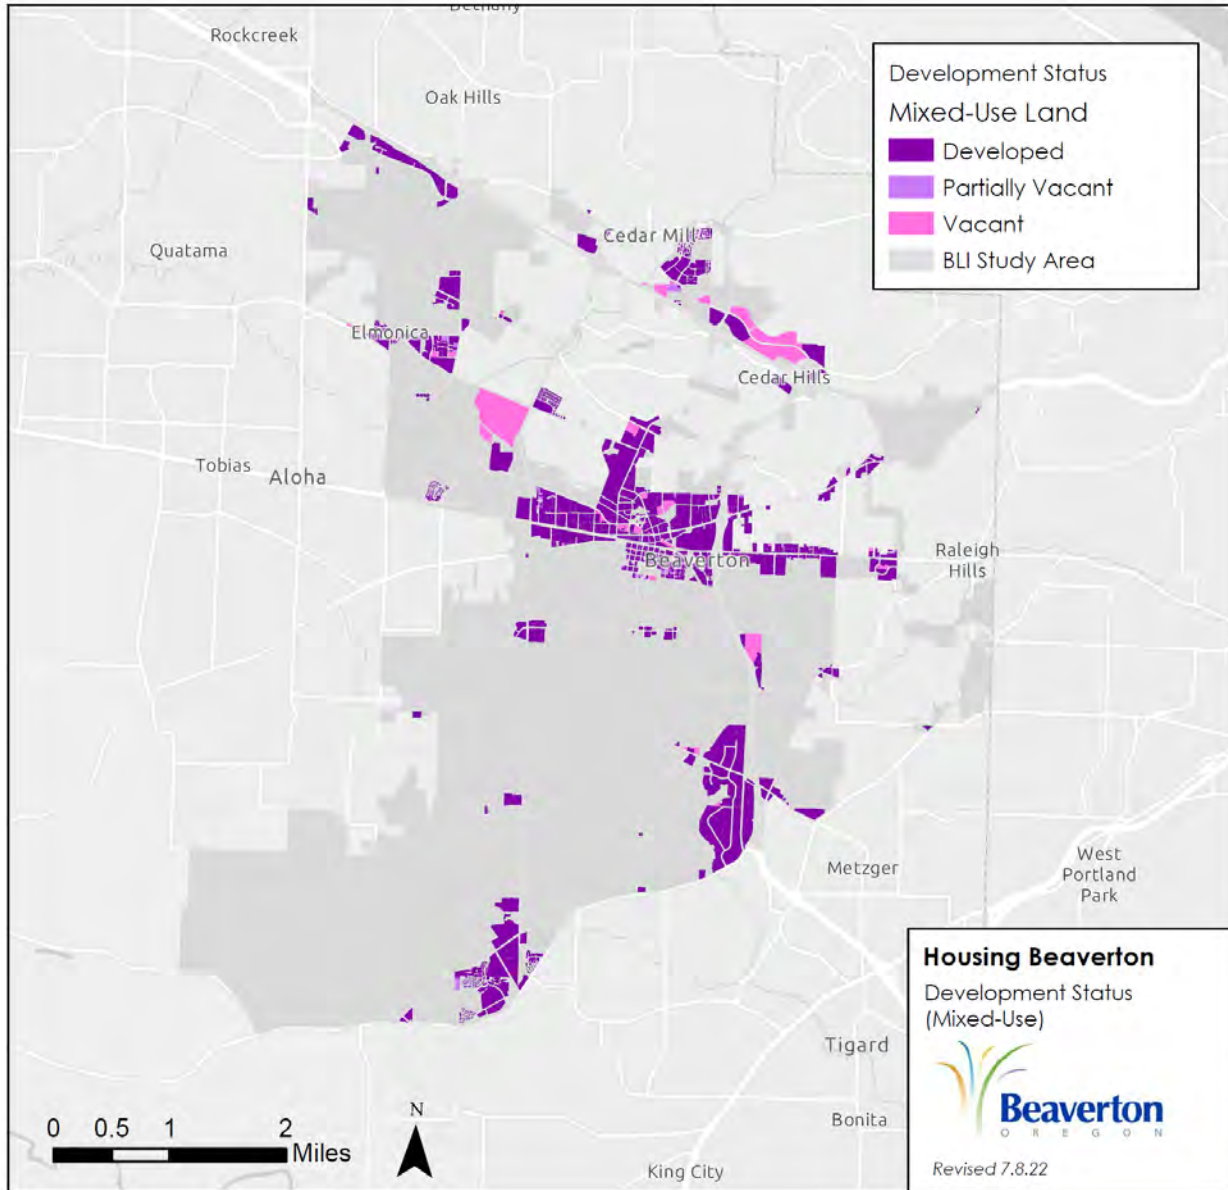 Bethany
Rockcreek
Oak Hills
Development Status
Mixed-Use Land
Developed
Partially Vacant
Vacant
BLI Study Area
Quatama
Cedar Mill
Elmonica
Cedar Hills
Tobias
Aloha
Beaverton
Raleigh
Hills
Metzger
West
Portland
Park
Housing Beaverton
Development Status
(Mixed-Use)
Beaverton
OREGON
Revised 7.8.22
Tigard
Bonita
King City
N
0 0.5 1 2
Miles